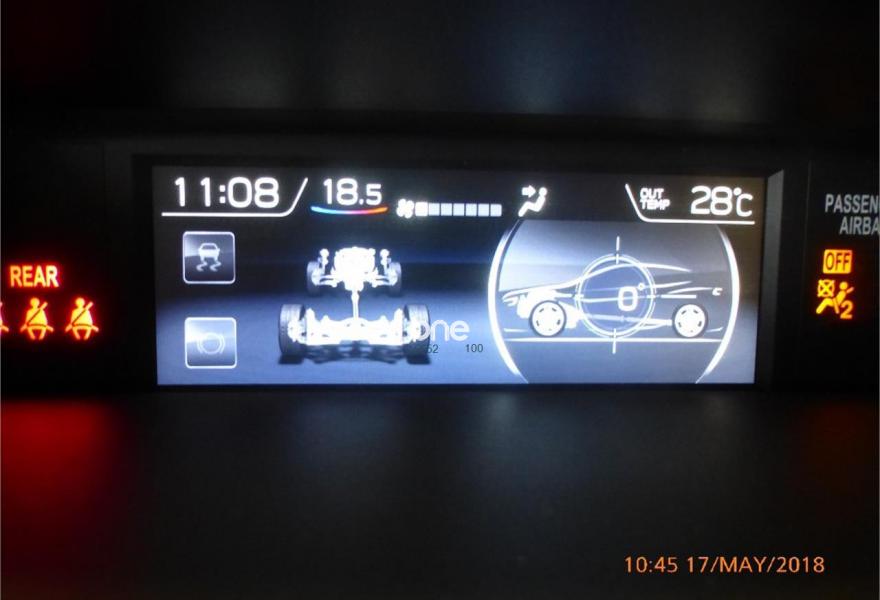 11:08 18.5 OUT TEMP 28°C
PASSEN
AIRBA
REAR
OFF
2
0°
one
52 100
10:45 17/MAY/2018